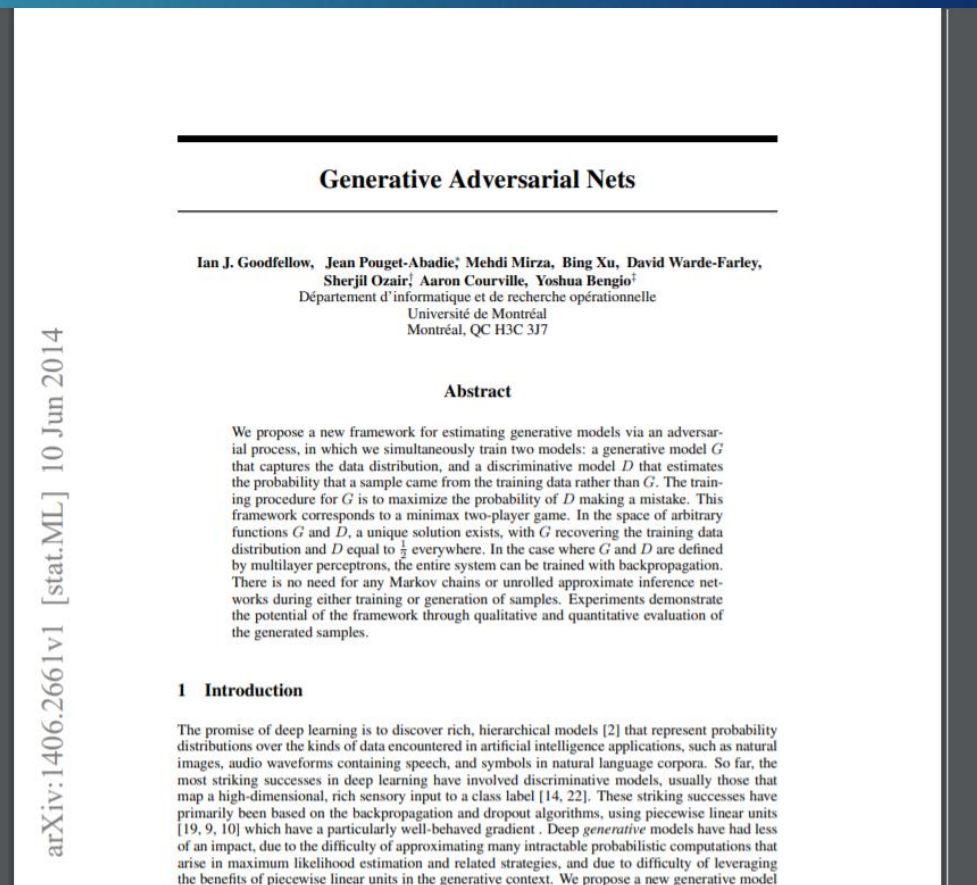 Generative Adversarial Nets
Ian J. Goodfellow, Jean Pouget-Abadie,* Mehdi Mirza, Bing Xu, David Warde-Farley,
Sherjil Ozair,† Aaron Courville, Yoshua Bengio‡
Département d'informatique et de recherche opérationnelle
Université de Montréal
Montréal, QC H3C 3J7
Abstract
We propose a new framework for estimating generative models via an adversar-
ial process, in which we simultaneously train two models: a generative model G
that captures the data distribution, and a discriminative model D that estimates
the probability that a sample came from the training data rather than G. The train-
ing procedure for G is to maximize the probability of D making a mistake. This
framework corresponds to a minimax two-player game. In the space of arbitrary
functions G and D, a unique solution exists, with G recovering the training data
distribution and D equal to ½ everywhere. In the case where G and D are defined
by multilayer perceptrons, the entire system can be trained with backpropagation.
There is no need for any Markov chains or unrolled approximate inference net-
works during either training or generation of samples. Experiments demonstrate
the potential of the framework through qualitative and quantitative evaluation of
the generated samples.
1 Introduction
The promise of deep learning is to discover rich, hierarchical models [2] that represent probability
distributions over the kinds of data encountered in artificial intelligence applications, such as natural
images, audio waveforms containing speech, and symbols in natural language corpora. So far, the
most striking successes in deep learning have involved discriminative models, usually those that
map a high-dimensional, rich sensory input to a class label [14, 22]. These striking successes have
primarily been based on the backpropagation and dropout algorithms, using piecewise linear units
[19, 9, 10] which have a particularly well-behaved gradient . Deep generative models have had less
of an impact, due to the difficulty of approximating many intractable probabilistic computations that
arise in maximum likelihood estimation and related strategies, and due to difficulty of leveraging
the benefits of piecewise linear units in the generative context. We propose a new generative model
arXiv:1406.2661v1 [stat.ML] 10 Jun 2014